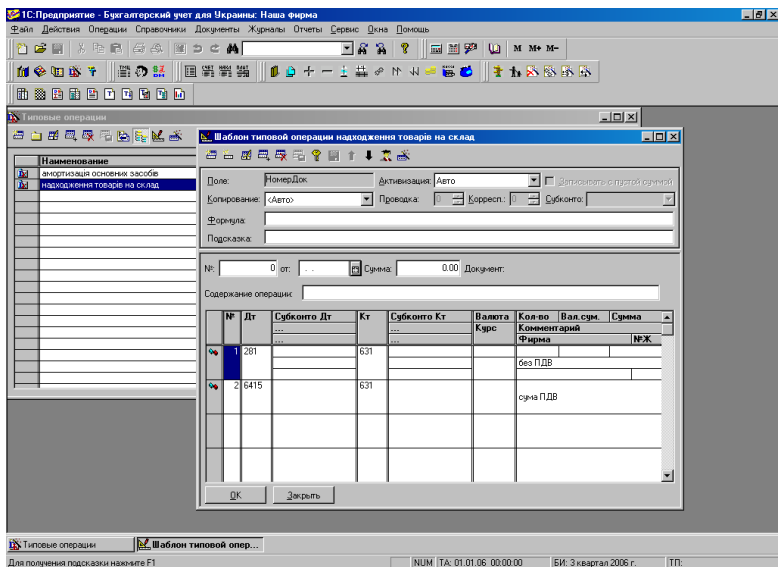 1С:Предприятие - Бухгалтерский учет для Украины: Наша фирма
Файл Действия Операции Справочники Документы Журналы Отчеты Сервис Окна Помощь
M M+ M-
Типовые операции
Наименование
амортизація основних засобів
надходження товарів на склад
Шаблон типовой операции надходження товарів на склад
Поле: НомерДок Активизация: Авто Записывать с пустой суммой
Копирование: <Авто> Проводка: 0 Корресп.: 0 Субконто:
Формула:
Подсказка:
№: 0 от: . . Сумма: 0.00 Документ:
Содержание операции:
№ Дт Субконто Дт Кт Субконто Кт Валюта Кол-во Вал.сум. Сумма
... ... Курс Комментарий
... ... Фирма №Ж
1 281 631
без ПДВ
2 6415 631
сума ПДВ
OK Закрыть
Типовые операции Шаблон типовой опер...
Для получения подсказки нажмите F1 NUM TA: 01.01.06 00:00:00 БИ: 3 квартал 2006 г. ТП: